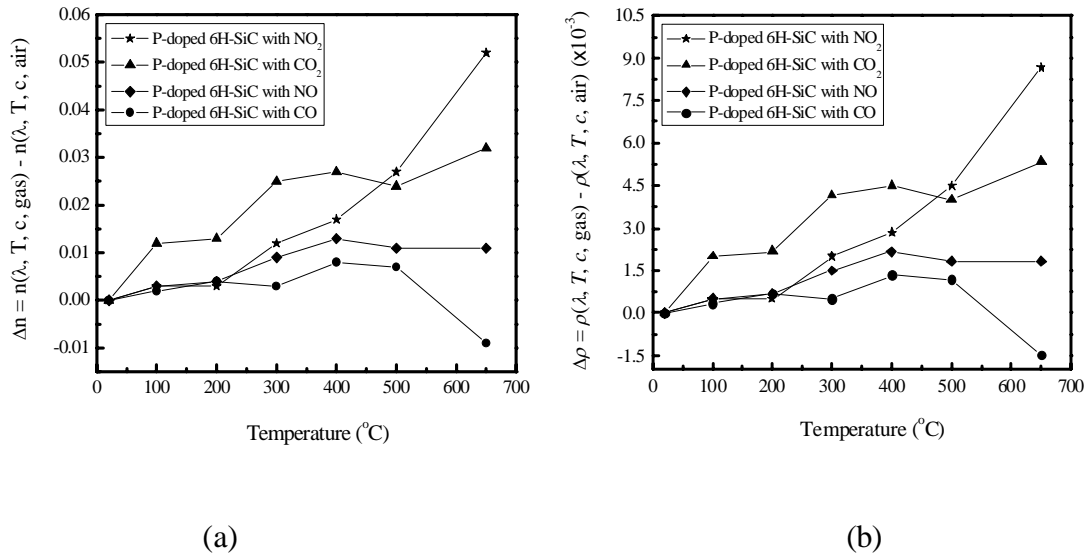 0.06
0.05
0.04
0.03
0.02
0.01
0.00
-0.01
Δn = n(λ, T, c, gas) - n(λ, T, c, air)
P-doped 6H-SiC with NO₂
P-doped 6H-SiC with CO₂
P-doped 6H-SiC with NO
P-doped 6H-SiC with CO
0 100 200 300 400 500 600 700
Temperature (°C)
(a)
10.5
9.0
7.5
6.0
4.5
3.0
1.5
0.0
-1.5
Δρ = ρ(λ, T, c, gas) - ρ(λ, T, c, air) (x10⁻³)
P-doped 6H-SiC with NO₂
P-doped 6H-SiC with CO₂
P-doped 6H-SiC with NO
P-doped 6H-SiC with CO
0 100 200 300 400 500 600 700
Temperature (°C)
(b)